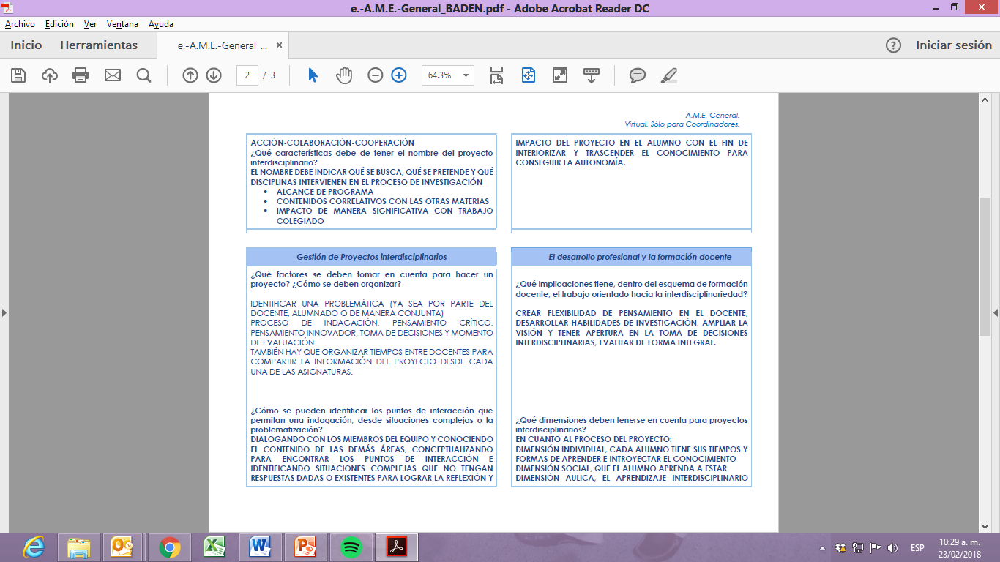 e.-A.M.E.-General_BADEN.pdf - Adobe Acrobat Reader DC
Archivo Edición Ver Ventana Ayuda
Inicio Herramientas e.-A.M.E.-General_... × ? Iniciar sesión
2 / 3 64.3%
A.M.E. General.
Virtual. Sólo para Coordinadores.
ACCIÓN-COLABORACIÓN-COOPERACIÓN
¿Qué características debe de tener el nombre del proyecto
interdisciplinario?
EL NOMBRE DEBE INDICAR QUÉ SE BUSCA, QUÉ SE PRETENDE Y QUÉ
DISCIPLINAS INTERVIENEN EN EL PROCESO DE INVESTIGACIÓN
• ALCANCE DE PROGRAMA
• CONTENIDOS CORRELATIVOS CON LAS OTRAS MATERIAS
• IMPACTO DE MANERA SIGNIFICATIVA CON TRABAJO
COLEGIADO
IMPACTO DEL PROYECTO EN EL ALUMNO CON EL FIN DE
INTERIORIZAR Y TRASCENDER EL CONOCIMIENTO PARA
CONSEGUIR LA AUTONOMÍA.
Gestión de Proyectos interdisciplinarios
¿Qué factores se deben tomar en cuenta para hacer un
proyecto? ¿Cómo se deben organizar?
IDENTIFICAR UNA PROBLEMÁTICA (YA SEA POR PARTE DEL
DOCENTE, ALUMNADO O DE MANERA CONJUNTA)
PROCESO DE INDAGACIÓN, PENSAMIENTO CRÍTICO,
PENSAMIENTO INNOVADOR, TOMA DE DECISIONES Y MOMENTO
DE EVALUACIÓN.
TAMBIÉN HAY QUE ORGANIZAR TIEMPOS ENTRE DOCENTES PARA
COMPARTIR LA INFORMACIÓN DEL PROYECTO DESDE CADA
UNA DE LAS ASIGNATURAS.
¿Cómo se pueden identificar los puntos de interacción que
permitan una indagación, desde situaciones complejas o la
problematización?
DIALOGANDO CON LOS MIEMBROS DEL EQUIPO Y CONOCIENDO
EL CONTENIDO DE LAS DEMÁS ÁREAS, CONCEPTUALIZANDO
PARA ENCONTRAR LOS PUNTOS DE INTERACCIÓN E
IDENTIFICANDO SITUACIONES COMPLEJAS QUE NO TENGAN
RESPUESTAS DADAS O EXISTENTES PARA LOGRAR LA REFLEXIÓN Y
El desarrollo profesional y la formación docente
¿Qué implicaciones tiene, dentro del esquema de formación
docente, el trabajo orientado hacia la interdisciplinariedad?
CREAR FLEXIBILIDAD DE PENSAMIENTO EN EL DOCENTE,
DESARROLLAR HABILIDADES DE INVESTIGACIÓN, AMPLIAR LA
VISIÓN Y TENER APERTURA EN LA TOMA DE DECISIONES
INTERDISCIPLINARIAS, EVALUAR DE FORMA INTEGRAL.
¿Qué dimensiones deben tenerse en cuenta para proyectos
interdisciplinarios?
EN CUANTO AL PROCESO DEL PROYECTO:
DIMENSIÓN INDIVIDUAL, CADA ALUMNO TIENE SUS TIEMPOS Y
FORMAS DE APRENDER E INTROYECTAR EL CONOCIMIENTO
DIMENSIÓN SOCIAL, QUE EL ALUMNO APRENDA A ESTAR
DIMENSIÓN AULICA, EL APRENDIZAJE INTERDISCIPLINARIO
ESP
10:29 a. m.
23/02/2018